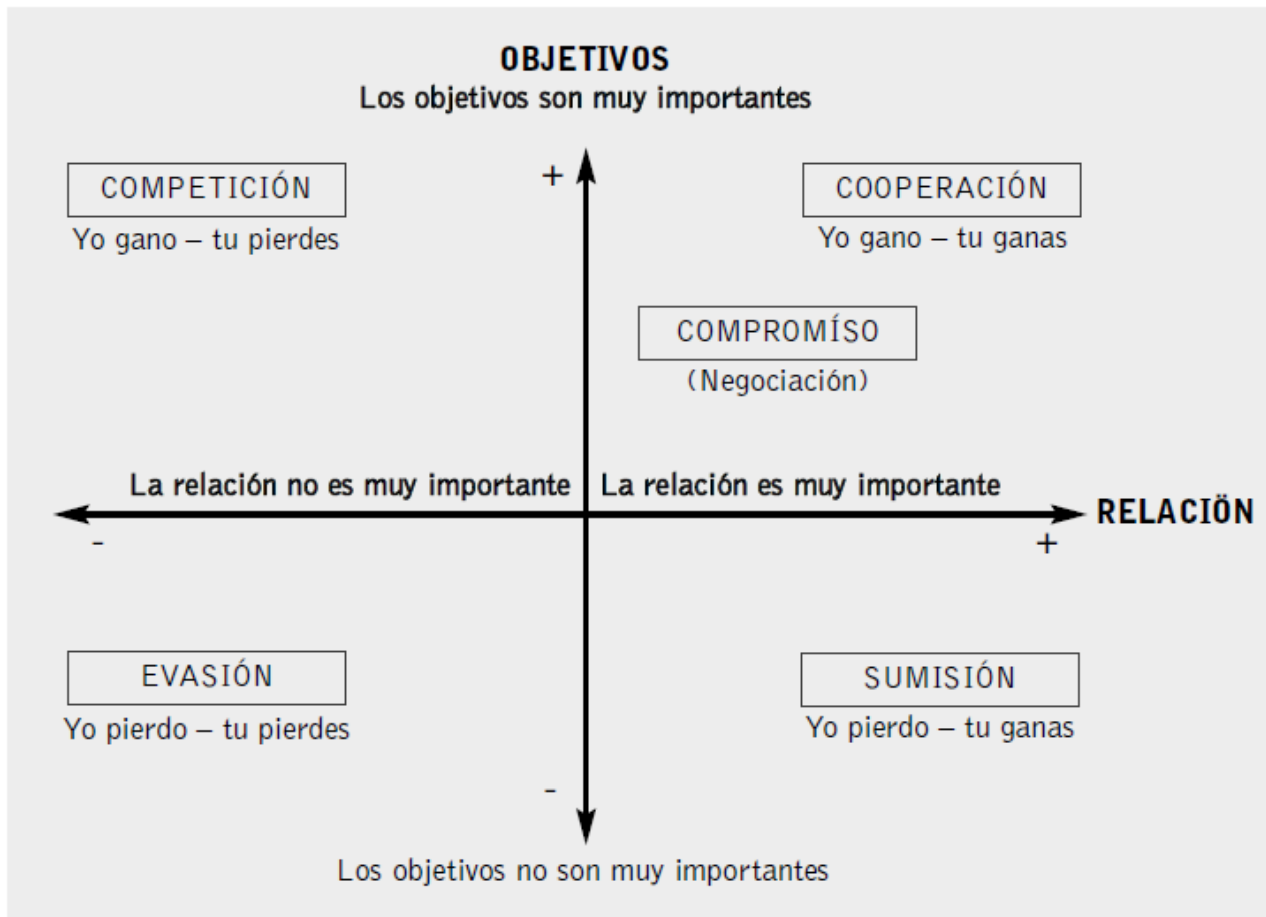 OBJETIVOS
Los objetivos son muy importantes
+
COMPETICIÓN
Yo gano – tu pierdes
COOPERACIÓN
Yo gano – tu ganas
COMPROMÍSO
(Negociación)
La relación no es muy importante
La relación es muy importante
RELACIÖN
-
+
EVASIÓN
Yo pierdo – tu pierdes
SUMISIÓN
Yo pierdo – tu ganas
-
Los objetivos no son muy importantes